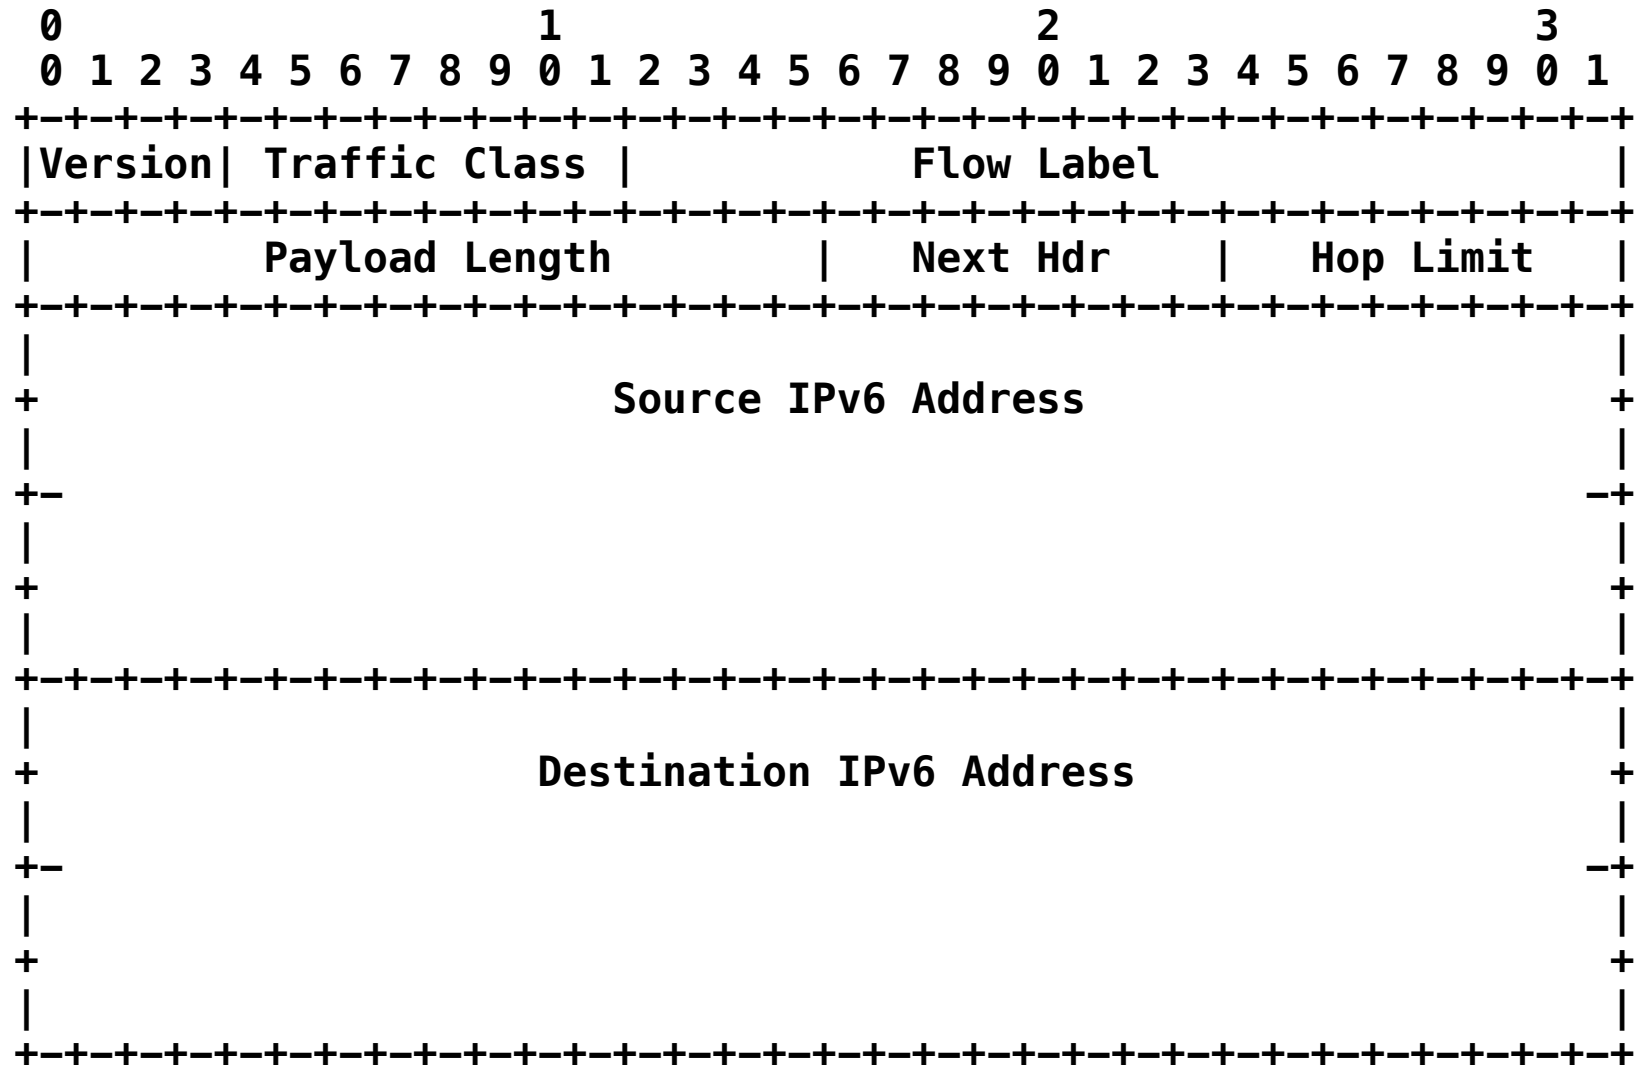 0                   1                   2                   3
 0 1 2 3 4 5 6 7 8 9 0 1 2 3 4 5 6 7 8 9 0 1 2 3 4 5 6 7 8 9 0 1
+-+-+-+-+-+-+-+-+-+-+-+-+-+-+-+-+-+-+-+-+-+-+-+-+-+-+-+-+-+-+-+-+
|Version| Traffic Class |           Flow Label                  |
+-+-+-+-+-+-+-+-+-+-+-+-+-+-+-+-+-+-+-+-+-+-+-+-+-+-+-+-+-+-+-+-+
|         Payload Length        |   Next Hdr    |   Hop Limit   |
+-+-+-+-+-+-+-+-+-+-+-+-+-+-+-+-+-+-+-+-+-+-+-+-+-+-+-+-+-+-+-+-+
|                                                               |
+                       Source IPv6 Address                     +
|                                                               |
+-                                                             -+
|                                                               |
+                                                               +
|                                                               |
+-+-+-+-+-+-+-+-+-+-+-+-+-+-+-+-+-+-+-+-+-+-+-+-+-+-+-+-+-+-+-+-+
|                                                               |
+                    Destination IPv6 Address                   +
|                                                               |
+-                                                             -+
|                                                               |
+                                                               +
|                                                               |
+-+-+-+-+-+-+-+-+-+-+-+-+-+-+-+-+-+-+-+-+-+-+-+-+-+-+-+-+-+-+-+-+